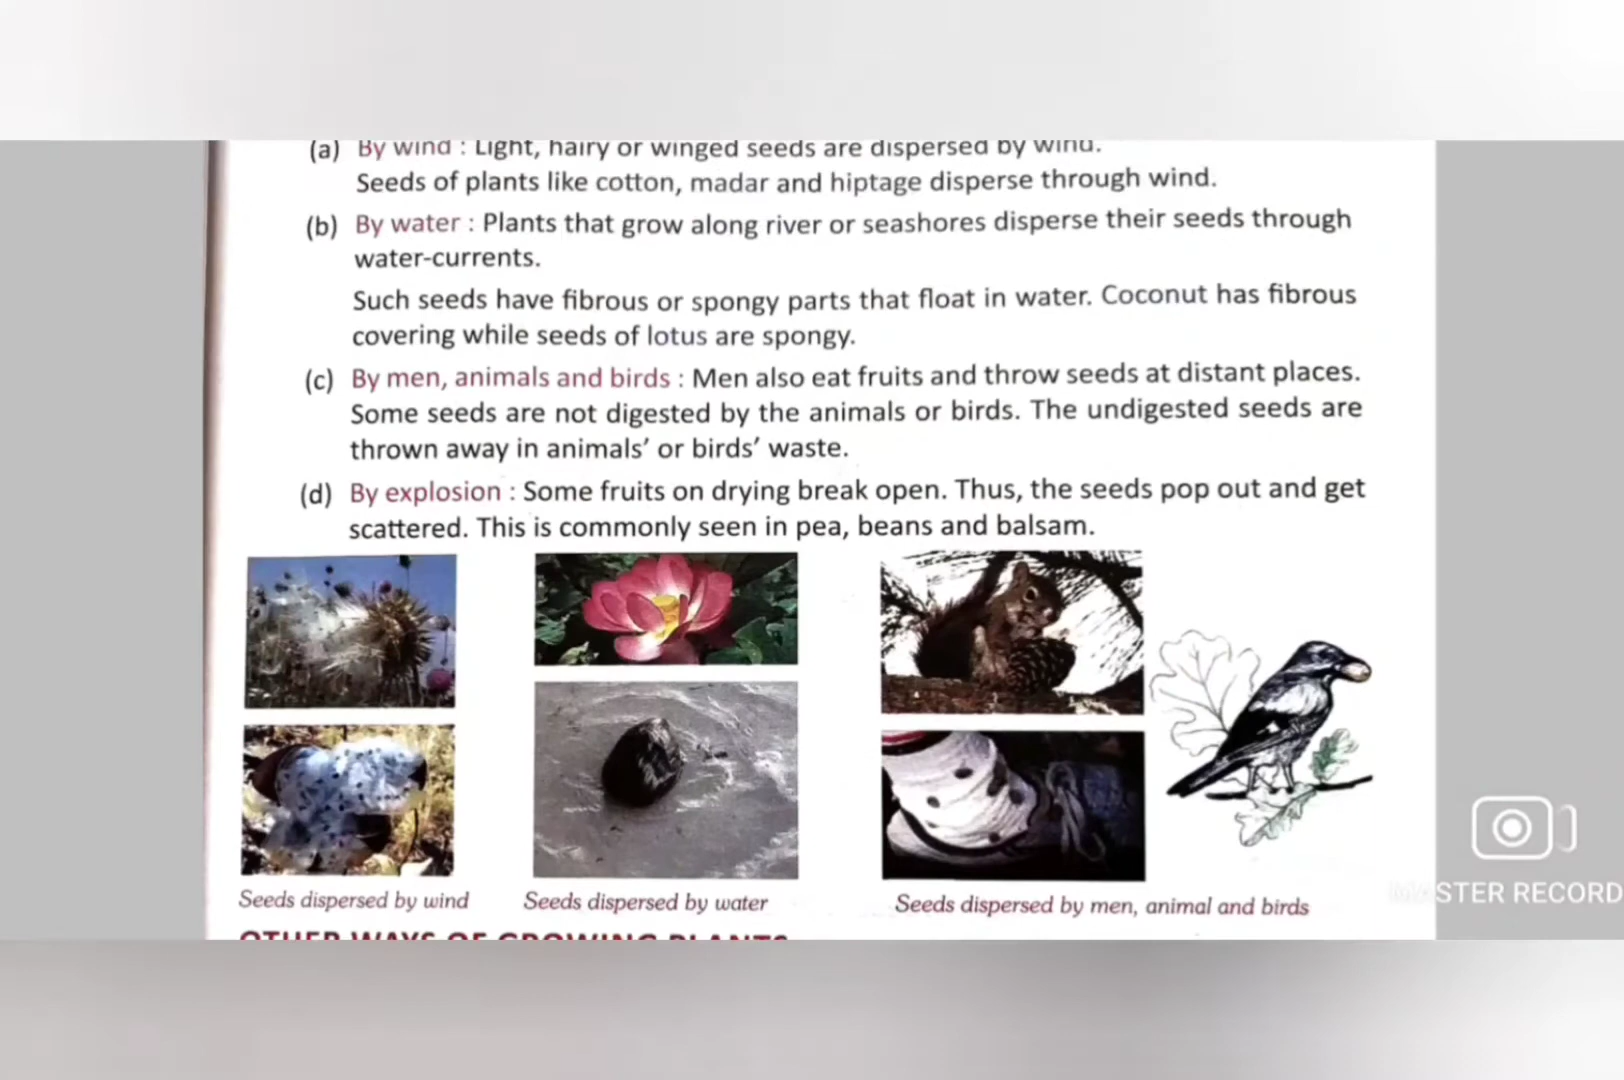 (a) By wind : Light, hairy or winged seeds are dispersed by wind.
Seeds of plants like cotton, madar and hiptage disperse through wind.
(b) By water : Plants that grow along river or seashores disperse their seeds through
water-currents.
Such seeds have fibrous or spongy parts that float in water. Coconut has fibrous
covering while seeds of lotus are spongy.
(c) By men, animals and birds : Men also eat fruits and throw seeds at distant places.
Some seeds are not digested by the animals or birds. The undigested seeds are
thrown away in animals’ or birds’ waste.
(d) By explosion : Some fruits on drying break open. Thus, the seeds pop out and get
scattered. This is commonly seen in pea, beans and balsam.
Seeds dispersed by wind
Seeds dispersed by water
Seeds dispersed by men, animal and birds
OTHER WAYS OF GROWING PLANTS
MASTER RECORD